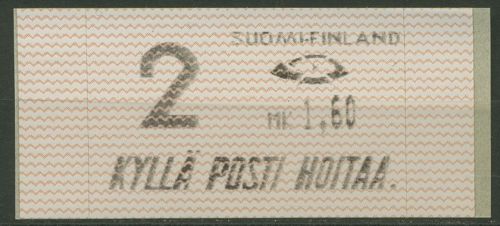 SUOMI-FINLAND
2
MK 1,60
KYLLÄ POSTI HOITAA.